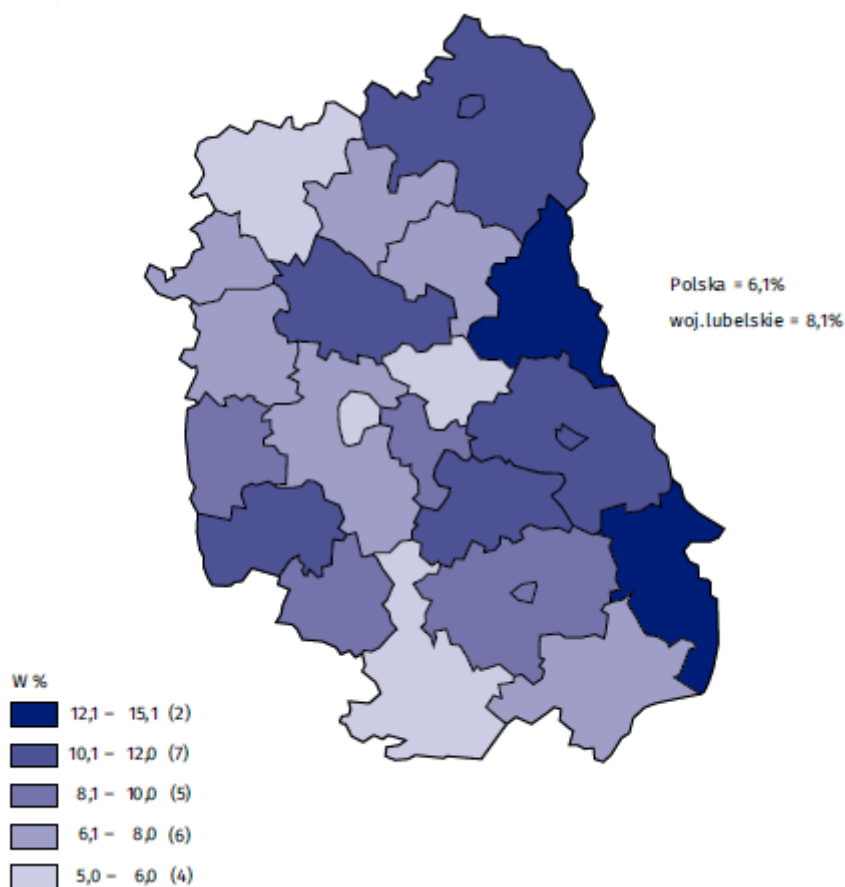 Polska = 6,1%
woj.lubelskie = 8,1%
W %
12,1 – 15,1 (2)
10,1 – 12,0 (7)
8,1 – 10,0 (5)
6,1 – 8,0 (6)
5,0 – 6,0 (4)